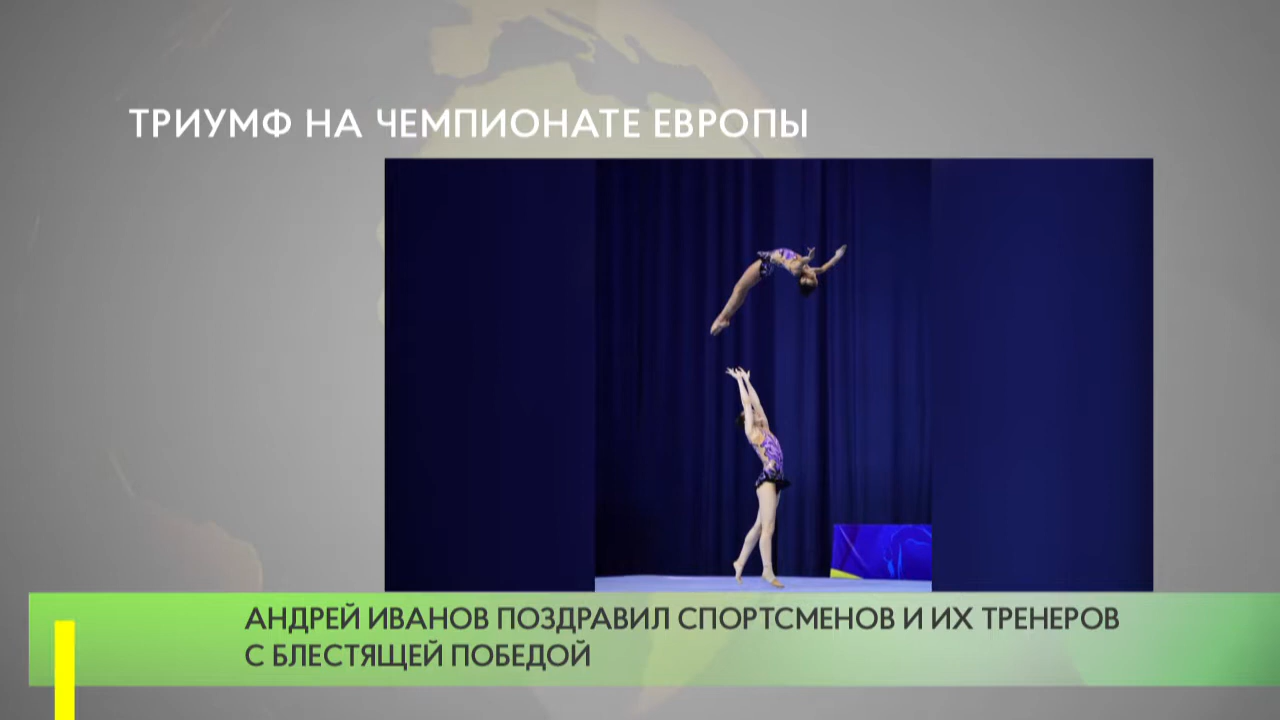 ТРИУМФ НА ЧЕМПИОНАТЕ ЕВРОПЫ
АНДРЕЙ ИВАНОВ ПОЗДРАВИЛ СПОРТСМЕНОВ И ИХ ТРЕНЕРОВ
С БЛЕСТЯЩЕЙ ПОБЕДОЙ